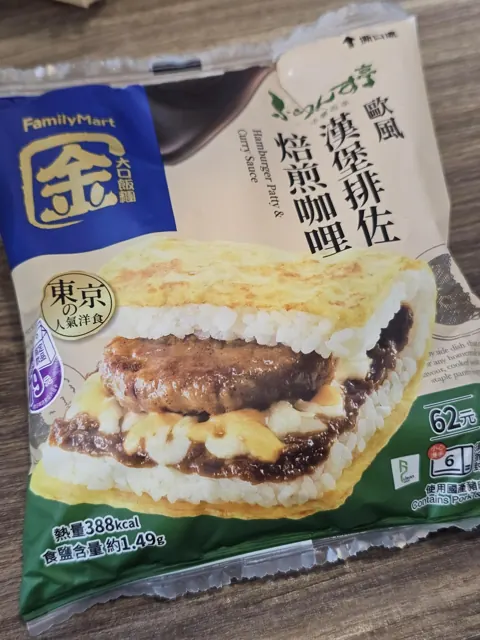 FamilyMart
金
大口飯糰
歐風
漢堡排佐
焙煎咖哩
Hamburger Patty &
Curry Sauce
東京
の
人氣洋食
62元
6
使用國產豬
Contains Pork
熱量388kcal
食鹽含量 約1.49g